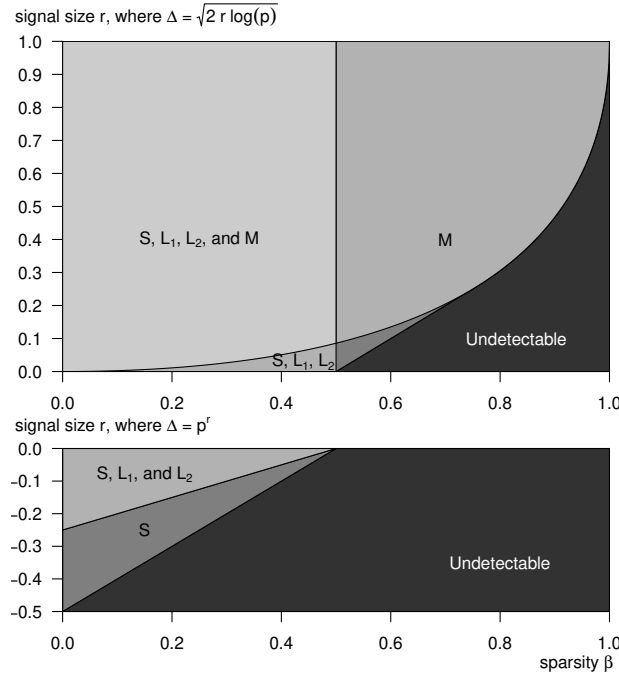 signal size r, where Δ = √2 r log(p)
1.0
0.9
0.8
0.7
0.6
0.5
0.4
0.3
0.2
0.1
0.0
S, L₁, L₂, and M
M
Undetectable
S, L₁, L₂
0.0 0.2 0.4 0.6 0.8 1.0
signal size r, where Δ = pʳ
0.0
−0.1
−0.2
−0.3
−0.4
−0.5
S, L₁, and L₂
S
Undetectable
0.0 0.2 0.4 0.6 0.8 1.0
sparsity β